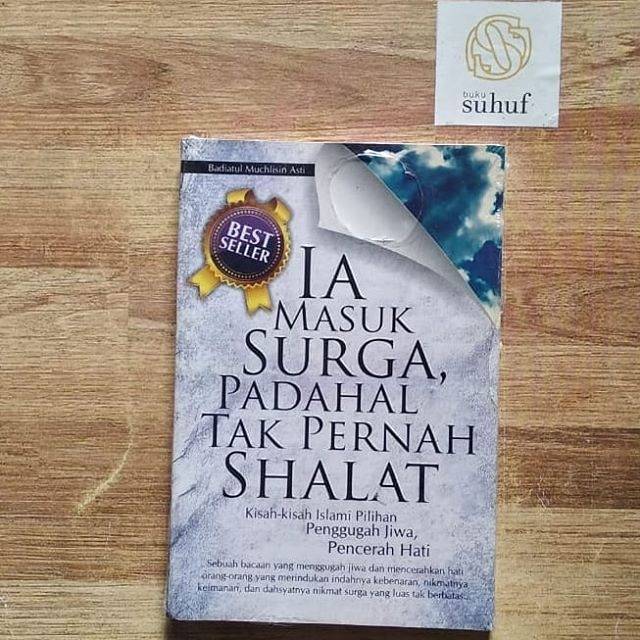 buku
suhuf
Badiatul Muchlisin Asti
BEST
SELLER
IA
MASUK
SURGA,
PADAHAL
TAK PERNAH
SHALAT
Kisah-kisah Islami Pilihan
Penggugah Jiwa,
Pencerah Hati
Sebuah bacaan yang menggugah jiwa dan mencerahkan hati
orang-orang yang merindukan indahnya kebenaran, nikmatnya
keimanan, dan dahsyatnya nikmat surga yang luas tak berbatas...